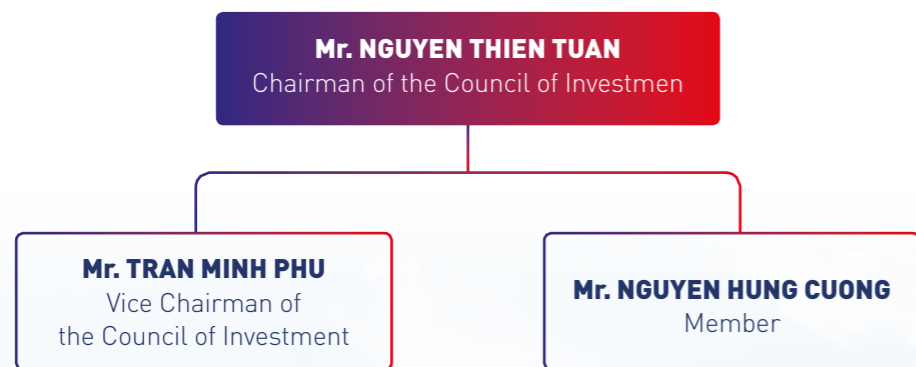 Mr. NGUYEN THIEN TUAN
Chairman of the Council of Investmen
Mr. TRAN MINH PHU
Vice Chairman of
the Council of Investment
Mr. NGUYEN HUNG CUONG
Member